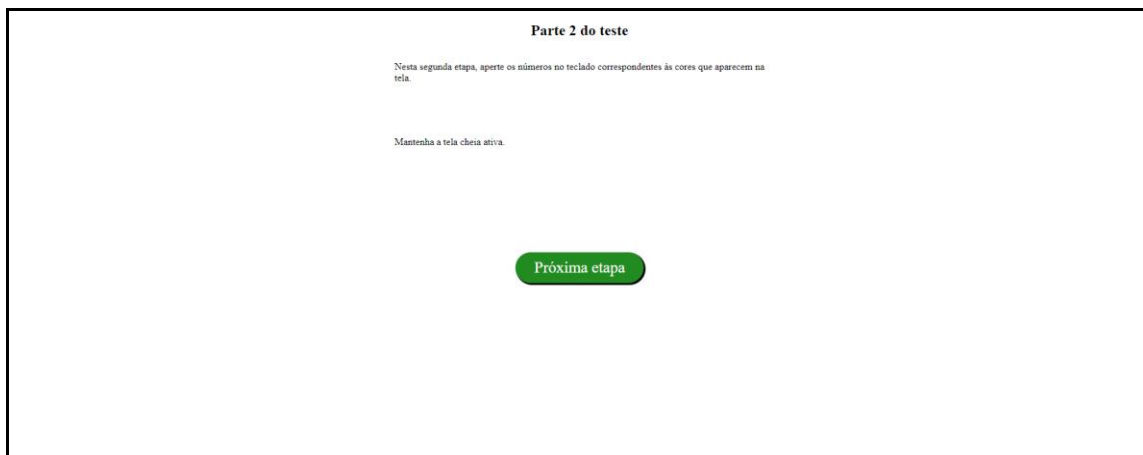 Parte 2 do teste
Nesta segunda etapa, aperte os números no teclado correspondentes às cores que aparecem na
tela.
Mantenha a tela cheia ativa.
Próxima etapa